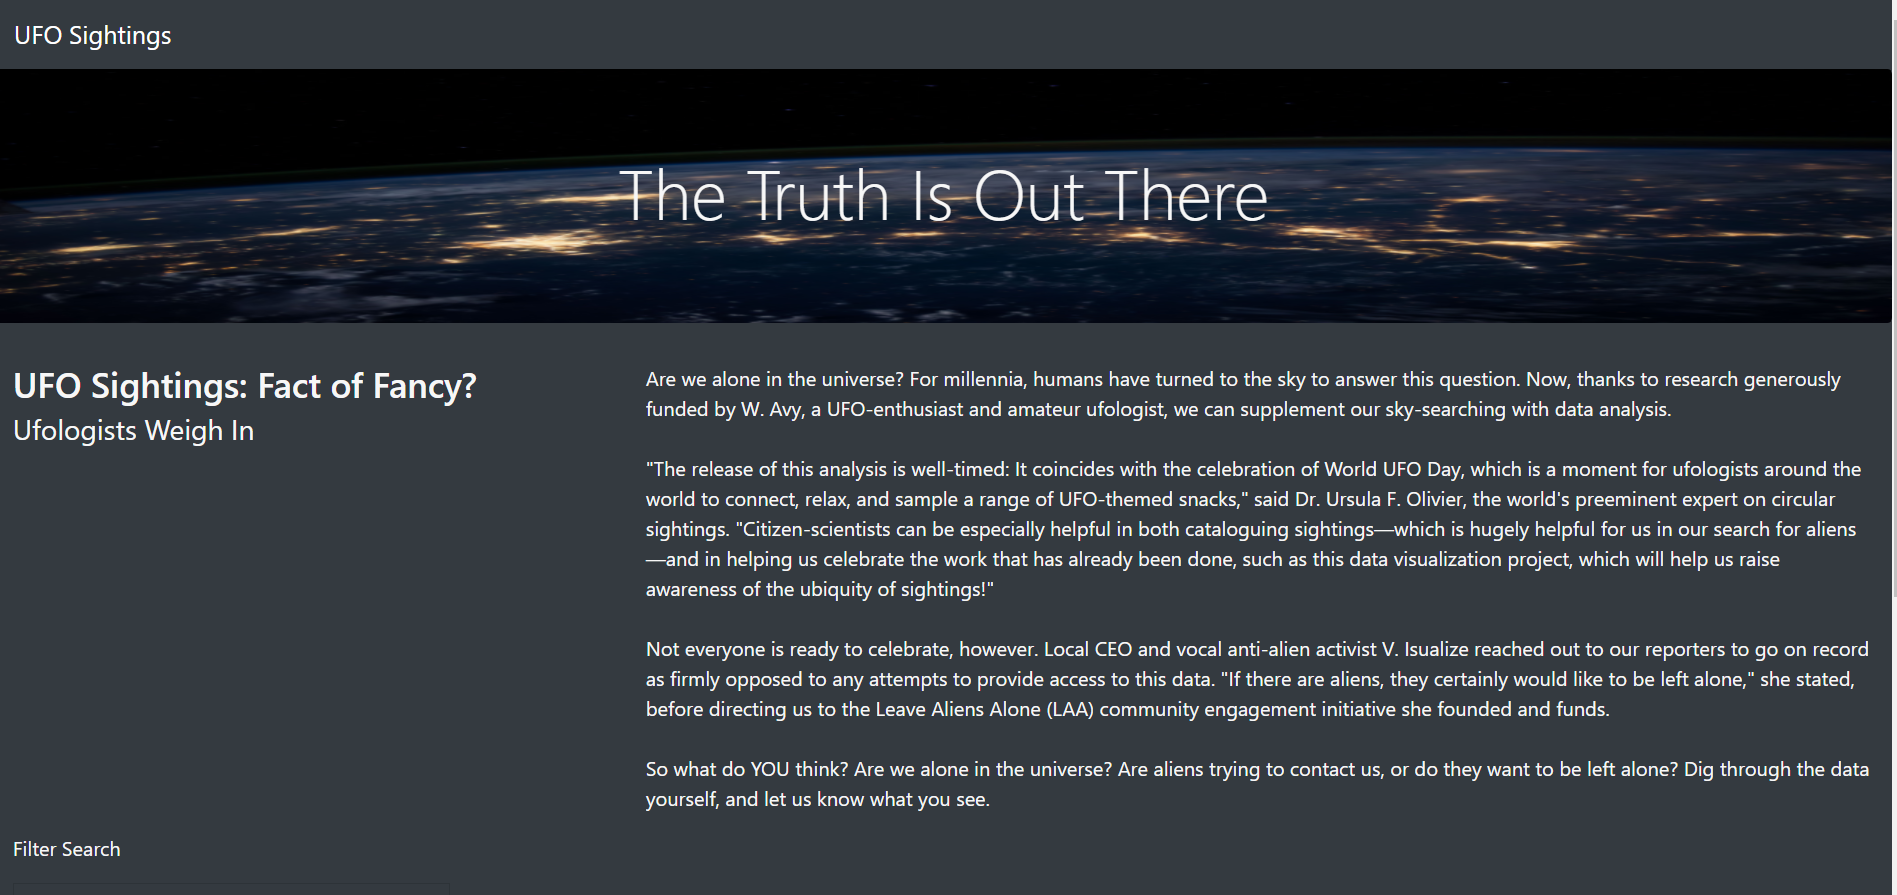 UFO Sightings
The Truth Is Out There
UFO Sightings: Fact of Fancy?
Ufologists Weigh In
Are we alone in the universe? For millennia, humans have turned to the sky to answer this question. Now, thanks to research generously
funded by W. Avy, a UFO-enthusiast and amateur ufologist, we can supplement our sky-searching with data analysis.
"The release of this analysis is well-timed: It coincides with the celebration of World UFO Day, which is a moment for ufologists around the
world to connect, relax, and sample a range of UFO-themed snacks," said Dr. Ursula F. Olivier, the world's preeminent expert on circular
sightings. "Citizen-scientists can be especially helpful in both cataloguing sightings—which is hugely helpful for us in our search for aliens
—and in helping us celebrate the work that has already been done, such as this data visualization project, which will help us raise
awareness of the ubiquity of sightings!"
Not everyone is ready to celebrate, however. Local CEO and vocal anti-alien activist V. Isualize reached out to our reporters to go on record
as firmly opposed to any attempts to provide access to this data. "If there are aliens, they certainly would like to be left alone," she stated,
before directing us to the Leave Aliens Alone (LAA) community engagement initiative she founded and funds.
So what do YOU think? Are we alone in the universe? Are aliens trying to contact us, or do they want to be left alone? Dig through the data
yourself, and let us know what you see.
Filter Search